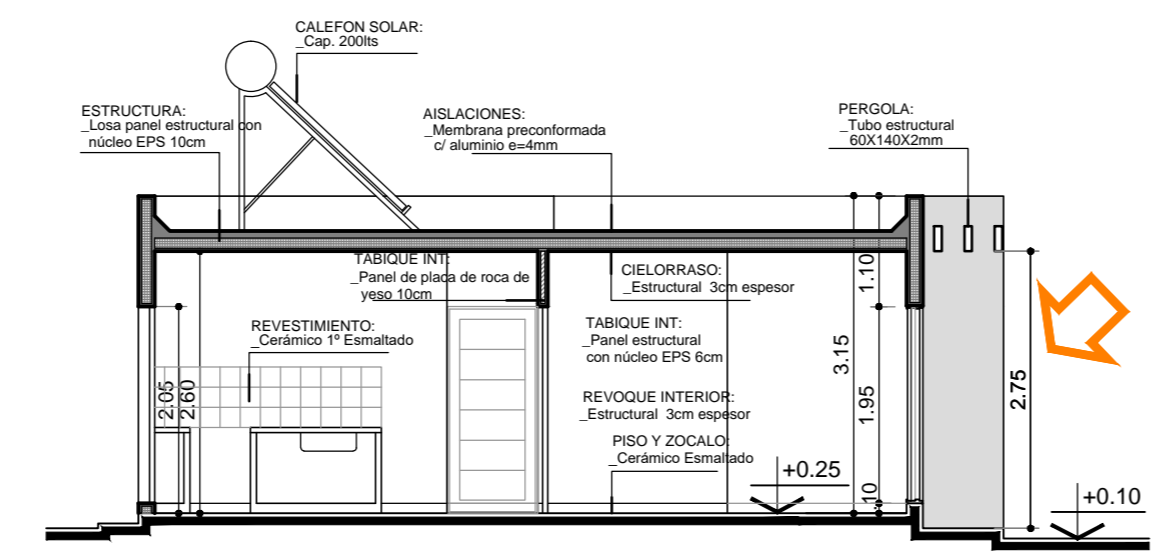 CALEFON SOLAR:
_Cap. 200lts
ESTRUCTURA:
_Losa panel estructural con
núcleo EPS 10cm
AISLACIONES:
_Membrana preconformada
c/ aluminio e=4mm
PERGOLA:
_Tubo estructural
60X140X2mm
TABIQUE INT:
_Panel de placa de roca de
yeso 10cm
CIELORRASO:
_Estructural 3cm espesor
REVESTIMIENTO:
_Cerámico 1º Esmaltado
TABIQUE INT:
_Panel estructural
con núcleo EPS 6cm
REVOQUE INTERIOR:
_Estructural 3cm espesor
PISO Y ZOCALO:
_Cerámico Esmaltado
2.05
2.60
3.15
1.10
1.95
.10
2.75
+0.25
+0.10